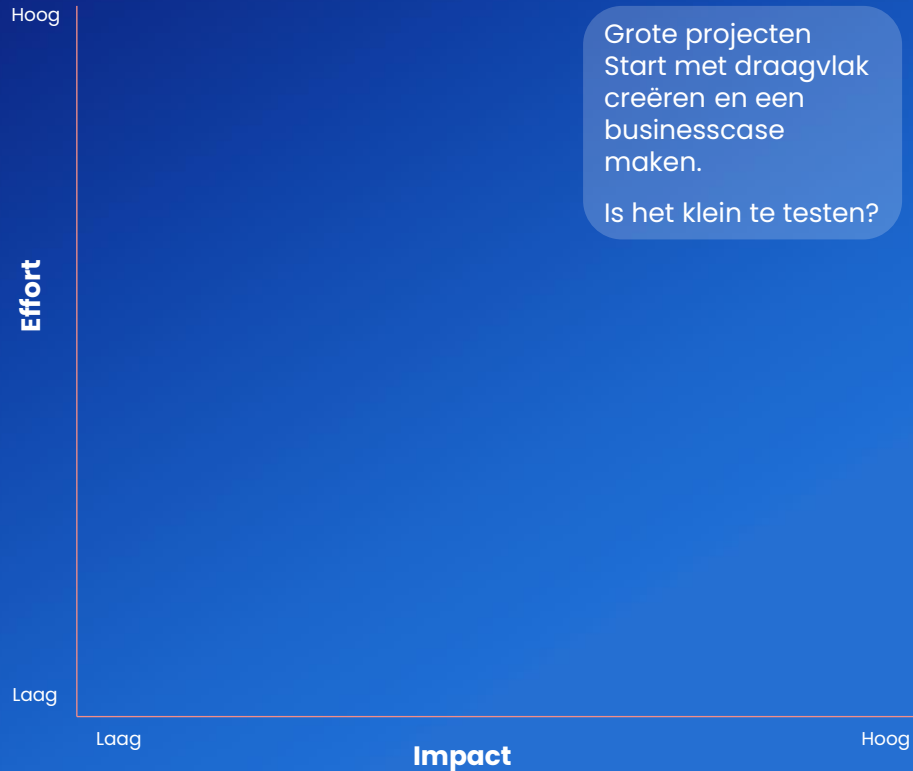 Hoog
Grote projecten
Start met draagvlak
creëren en een
businesscase
maken.
Is het klein te testen?
Effort
Laag
Laag
Impact
Hoog